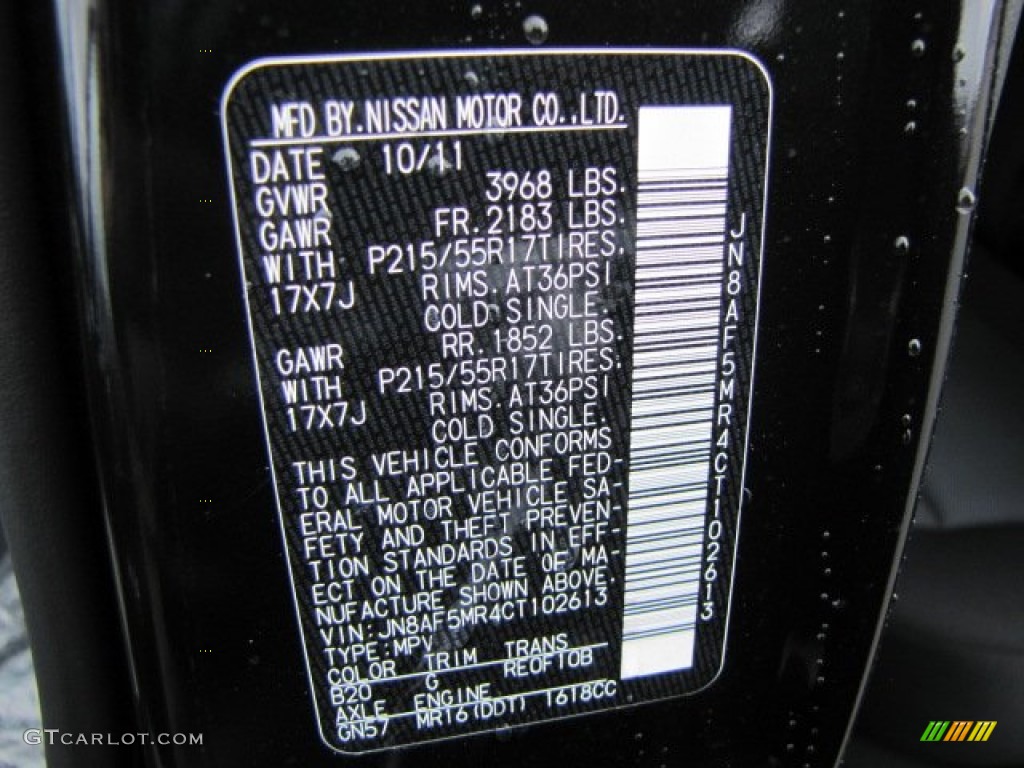 MFD BY.NISSAN MOTOR CO.,LTD.
DATE 10/11
GVWR 3968 LBS.
GAWR FR.2183 LBS.
WITH P215/55R17TIRES.
17X7J RIMS.AT36PSI
COLD SINGLE.
GAWR RR.1852 LBS.
WITH P215/55R17TIRES.
17X7J RIMS.AT36PSI
COLD SINGLE.
THIS VEHICLE CONFORMS
TO ALL APPLICABLE FED-
ERAL MOTOR VEHICLE SA-
FETY AND THEFT PREVEN-
TION STANDARDS IN EFF-
ECT ON THE DATE OF MA-
NUFACTURE SHOWN ABOVE.
VIN:JN8AF5MR4CT102613
TYPE:MPV
COLOR TRIM TRANS
B20 G RE0F10B
AXLE ENGINE
GN57 MR16(DDT) 1618CC
JN8AF5MR4CT102613
GTCARLOT.COM